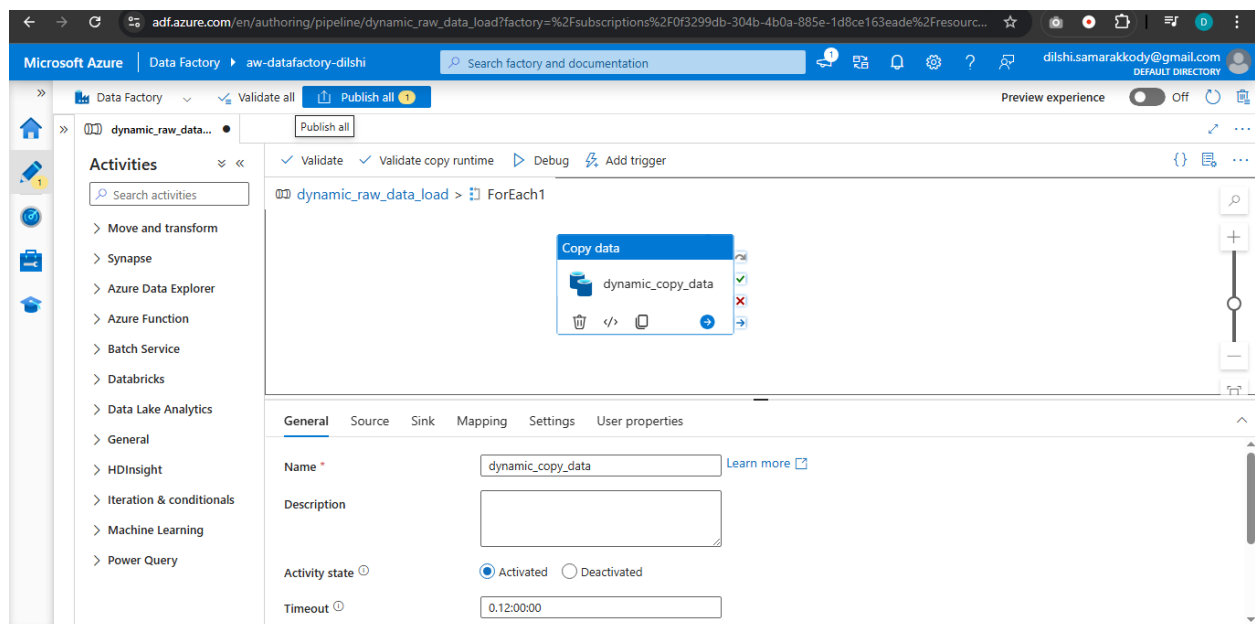 adf.azure.com/en/authoring/pipeline/dynamic_raw_data_load?factory=%2Fsubscriptions%2F0f3299db-304b-4b0a-885e-1d8ce163eade%2Fresourc...
D
Microsoft Azure Data Factory aw-datafactory-dilshi
Search factory and documentation
1
dilshi.samarakkody@gmail.com
DEFAULT DIRECTORY
Data Factory Validate all Publish all 1
Preview experience Off
dynamic_raw_data...
Publish all
1
Activities
Search activities
Move and transform
Synapse
Azure Data Explorer
Azure Function
Batch Service
Databricks
Data Lake Analytics
General
HDInsight
Iteration & conditionals
Machine Learning
Power Query
Validate Validate copy runtime Debug Add trigger
dynamic_raw_data_load > ForEach1
Copy data
dynamic_copy_data
General Source Sink Mapping Settings User properties
Name * dynamic_copy_data Learn more
Description
Activity state Activated Deactivated
Timeout 0.12:00:00